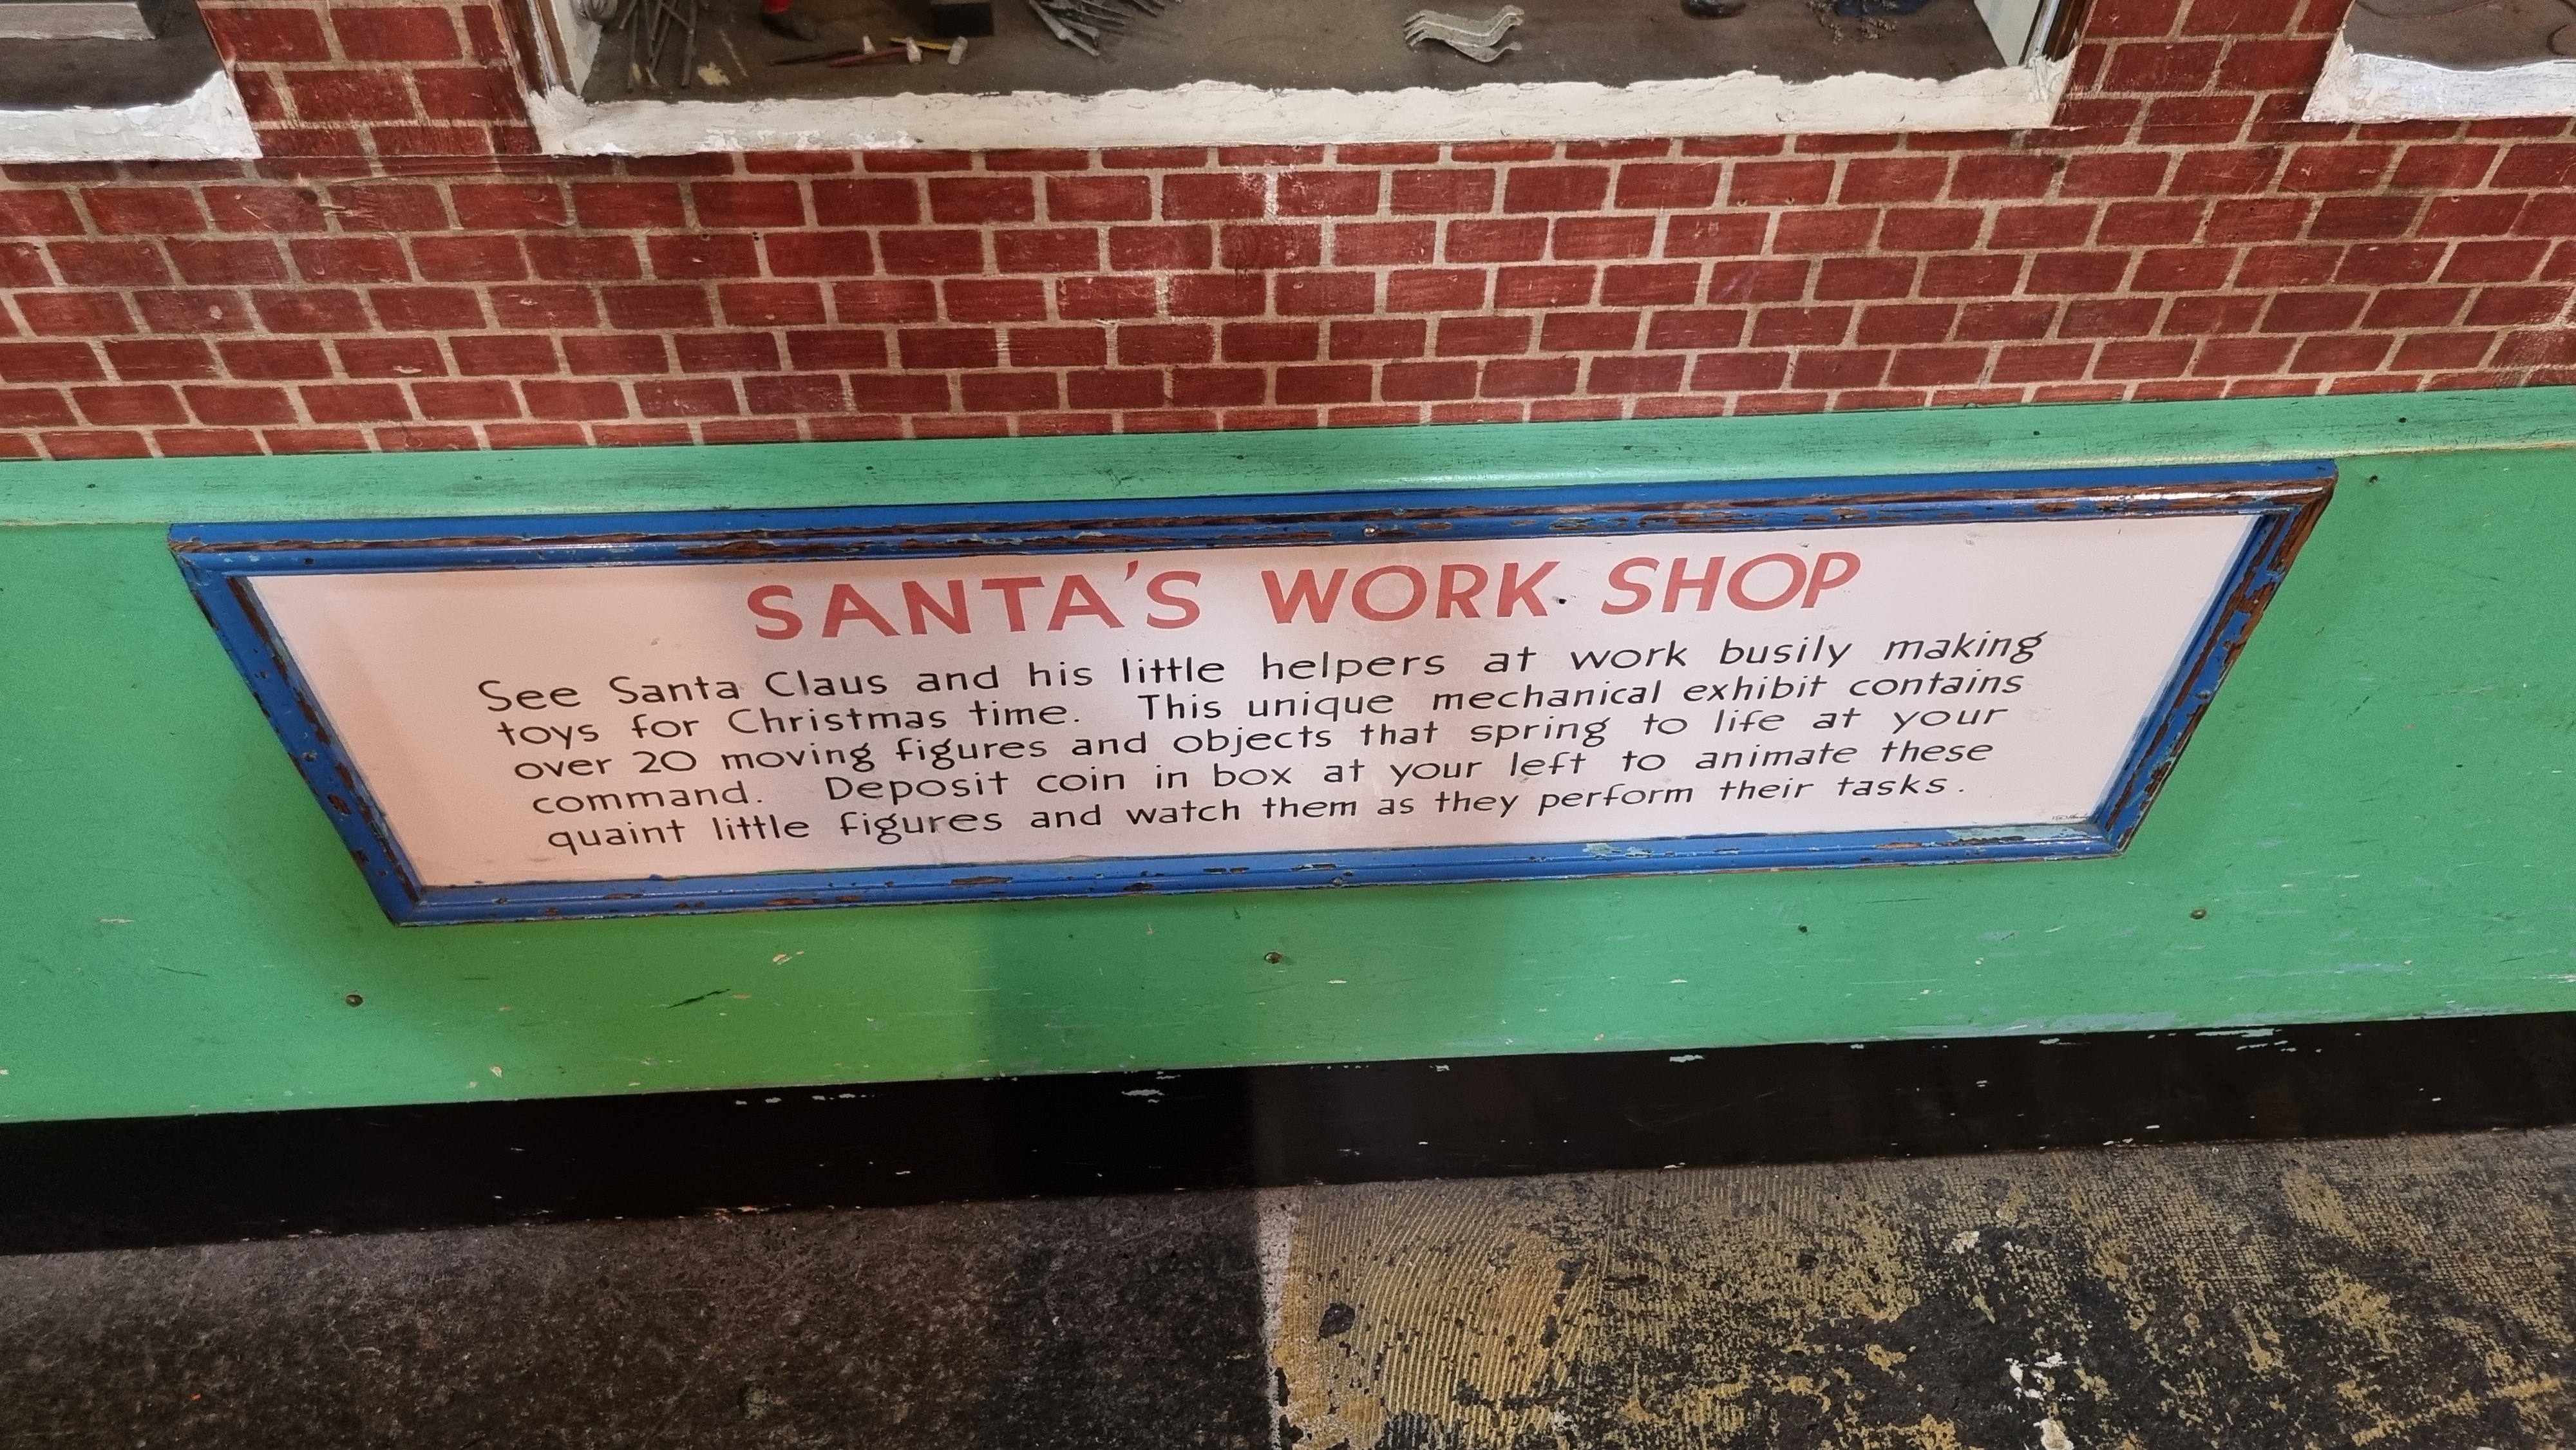 SANTA'S WORK SHOP
See Santa Claus and his little helpers at work busily making
toys for Christmas time. This unique mechanical exhibit contains
over 20 moving figures and objects that spring to life at your
command. Deposit coin in box at your left to animate these
quaint little figures and watch them as they perform their tasks.